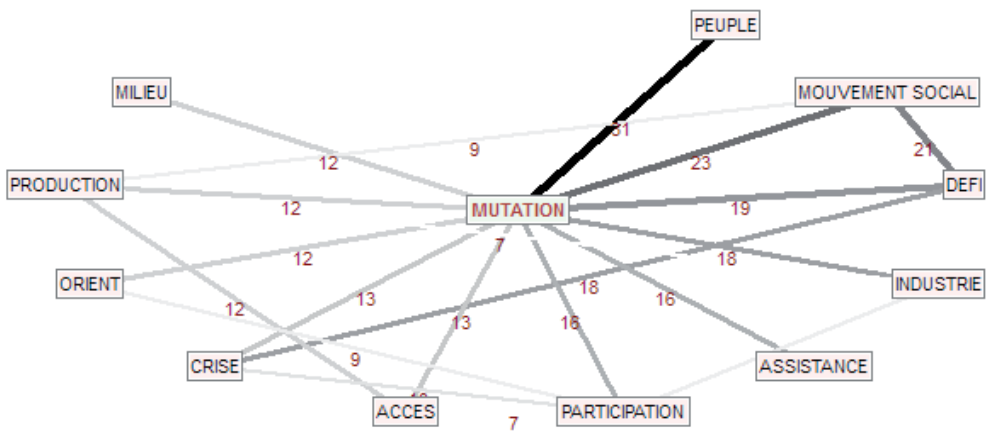 PEUPLE
MILIEU
MOUVEMENT SOCIAL
31
9
12
23
21
PRODUCTION
DEFI
12
MUTATION
19
7
12
18
ORIENT
INDUSTRIE
13
18
16
12
13
16
9
CRISE
ASSISTANCE
ACCES
PARTICIPATION
7